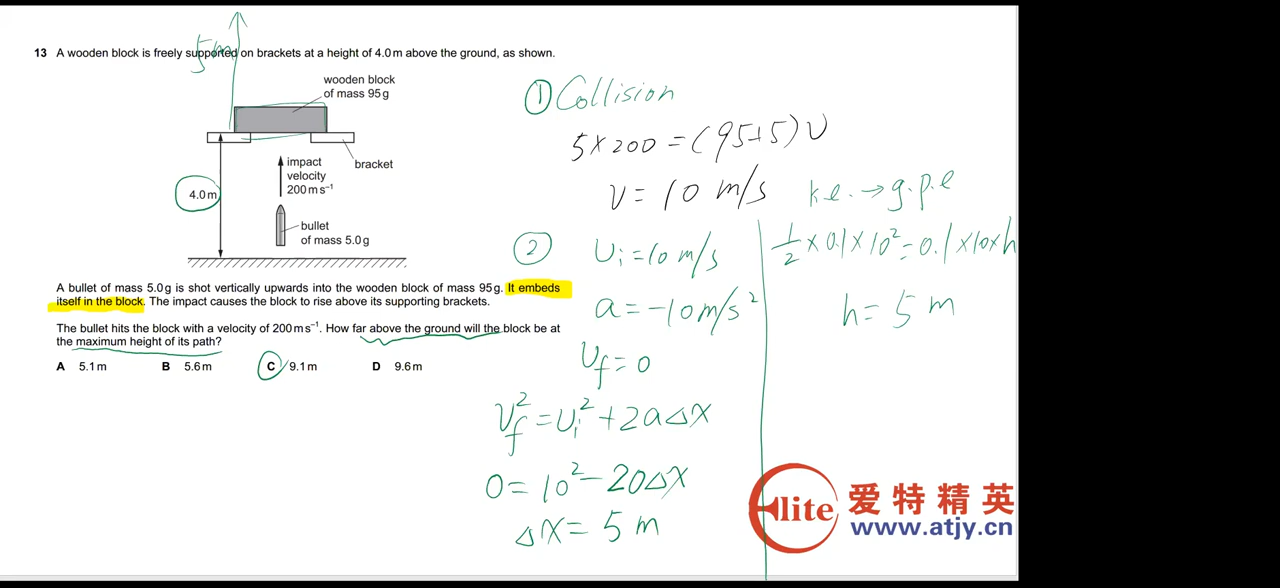 13 A wooden block is freely supported on brackets at a height of 4.0 m above the ground, as shown.
5m
wooden block
of mass 95 g
bracket
impact
velocity
200 m s⁻¹
4.0 m
bullet
of mass 5.0 g
A bullet of mass 5.0 g is shot vertically upwards into the wooden block of mass 95 g. It embeds
itself in the block. The impact causes the block to rise above its supporting brackets.
The bullet hits the block with a velocity of 200 m s⁻¹. How far above the ground will the block be at
the maximum height of its path?
A 5.1 m B 5.6 m C 9.1 m D 9.6 m
① Collision
5 × 200 = (95+5) υ
υ = 10 m/s
② υi = 10 m/s
a = -10 m/s²
υf = 0
υf² = υi² + 2aΔx
0 = 10² - 20Δx
Δx = 5 m
k.e. → g.p.e
1/2 × 0.1 × 10² = 0.1 × 10 × h
h = 5 m
Elite 爱特精英
www.atjy.cn